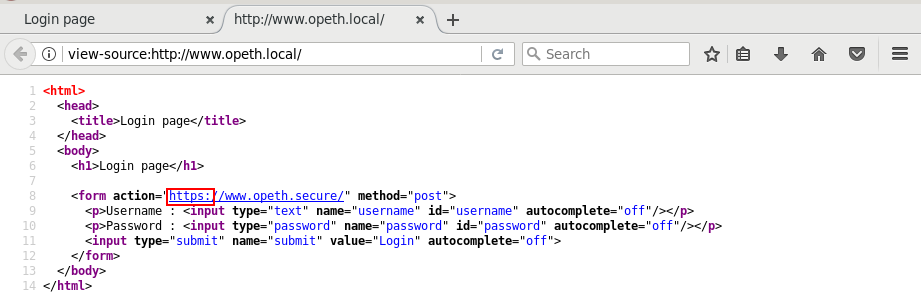 Login page × http://www.opeth.local/ × +
view-source:http://www.opeth.local/ Search
1 <html>
2 <head>
3 <title>Login page</title>
4 </head>
5 <body>
6 <h1>Login page</h1>
7
8 <form action="https://www.opeth.secure/" method="post">
9 <p>Username : <input type="text" name="username" id="username" autocomplete="off"/></p>
10 <p>Password : <input type="password" name="password" id="password" autocomplete="off"/></p>
11 <input type="submit" name="submit" value="Login" autocomplete="off">
12 </form>
13 </body>
14 </html>